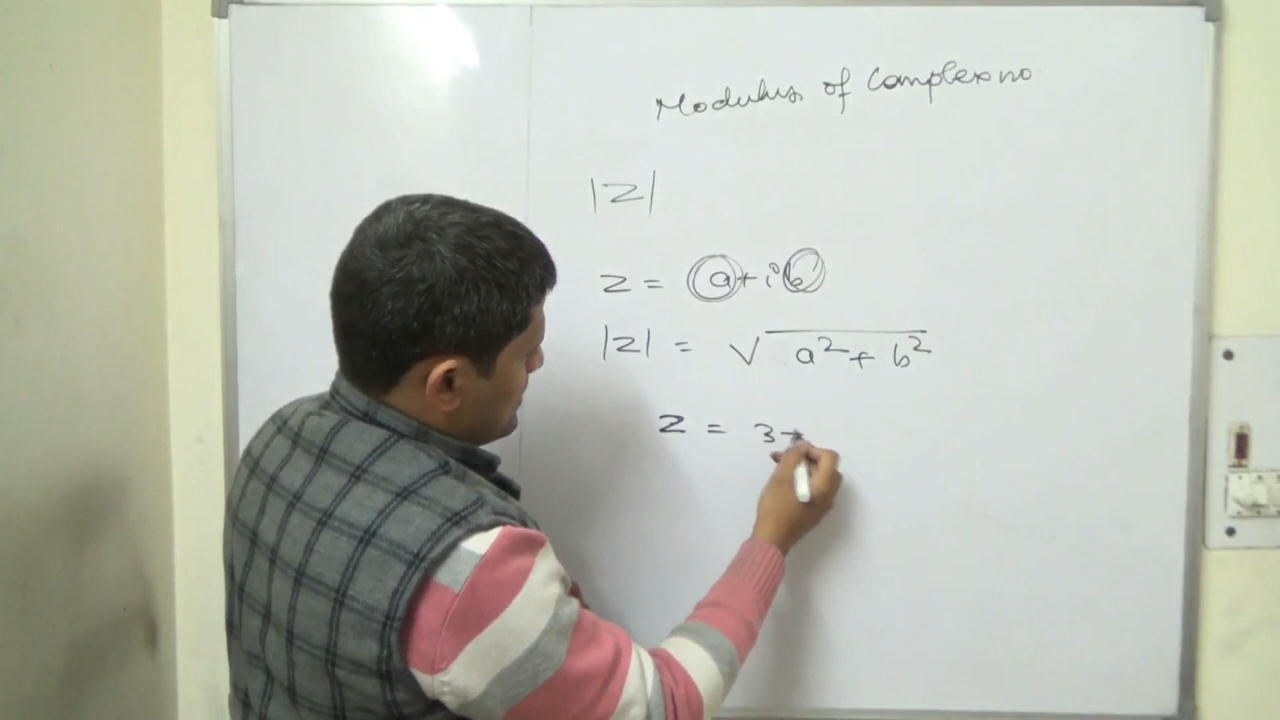 Modulus of Complex no.
|Z|
Z = a+ib
|Z| = √a²+b²
Z = 3+